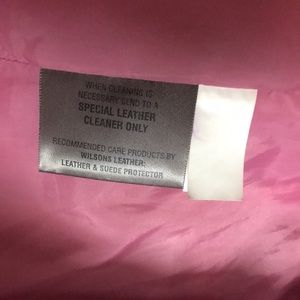 WHEN CLEANING IS
NECESSARY SEND TO A
SPECIAL LEATHER
CLEANER ONLY
RECOMMENDED CARE PRODUCTS BY
WILSONS LEATHER:
LEATHER & SUEDE PROTECTOR